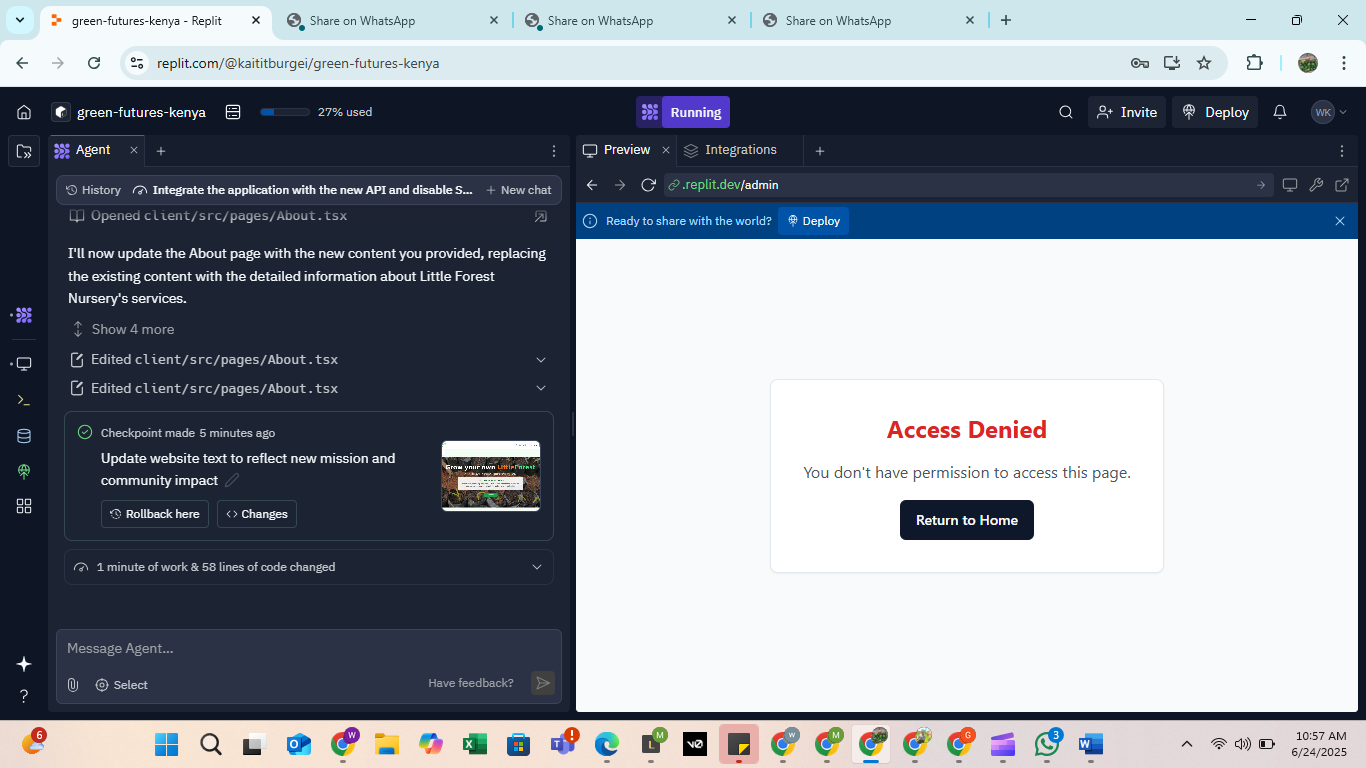 green-futures-kenya - Replit
Share on WhatsApp
Share on WhatsApp
Share on WhatsApp
replit.com/@kaititburgei/green-futures-kenya
green-futures-kenya
27% used
Running
Invite
Deploy
WK
Agent
Preview
Integrations
History
Integrate the application with the new API and disable S...
New chat
.replit.dev/admin
Opened client/src/pages/About.tsx
Ready to share with the world?
Deploy
I'll now update the About page with the new content you provided, replacing
the existing content with the detailed information about Little Forest
Nursery's services.
Show 4 more
Edited client/src/pages/About.tsx
Edited client/src/pages/About.tsx
Checkpoint made 5 minutes ago
Update website text to reflect new mission and
community impact
Rollback here
Changes
Grow your own LittleForest
1 minute of work & 58 lines of code changed
Message Agent...
Select
Have feedback?
Access Denied
You don't have permission to access this page.
Return to Home
6
W
M
W
M
G
3
10:57 AM
6/24/2025